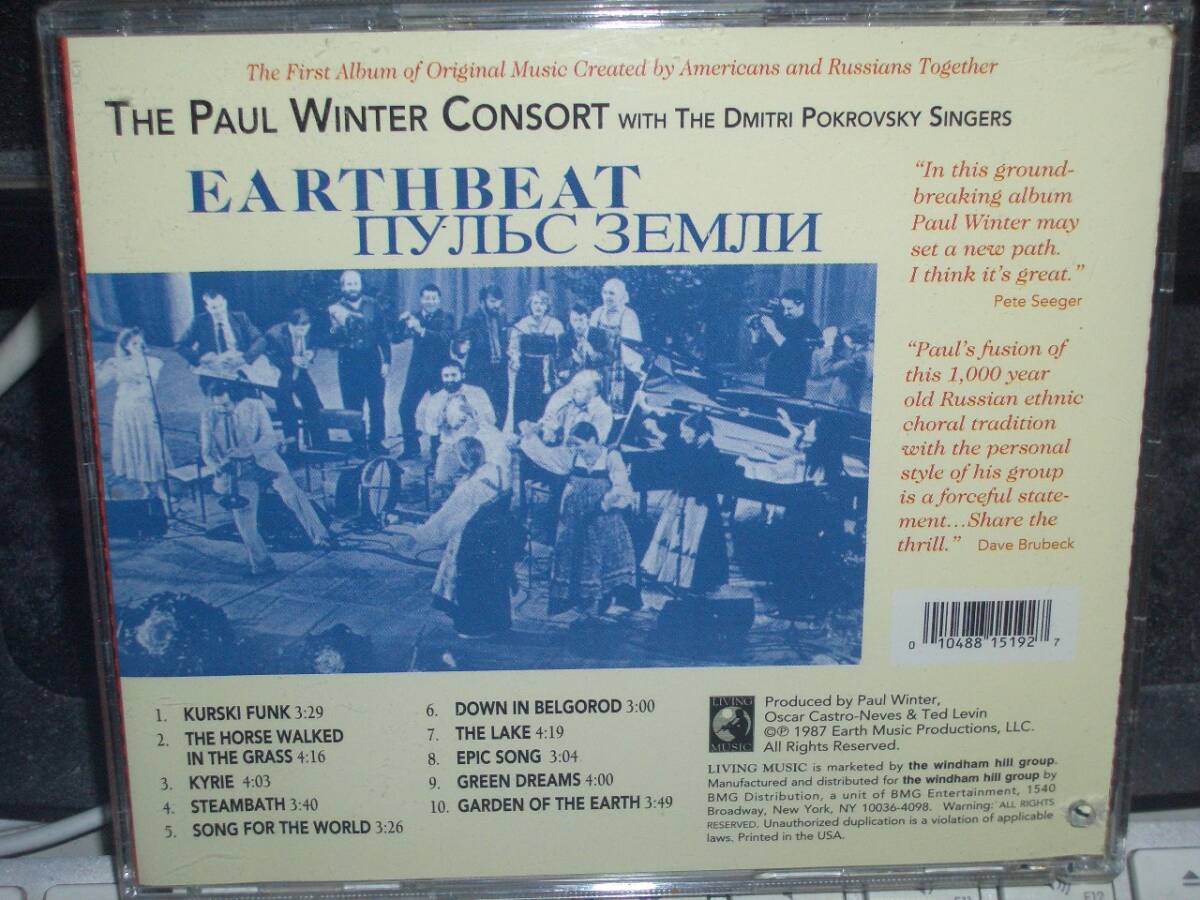 The First Album of Original Music Created by Americans and Russians Together
THE PAUL WINTER CONSORT WITH THE DMITRI POKROVSKY SINGERS
EARTHBEAT
ПУЛЬС ЗЕМЛИ
"In this ground-
breaking album
Paul Winter may
set a new path.
I think it's great."
Pete Seeger
"Paul's fusion of
this 1,000 year
old Russian ethnic
choral tradition
with the personal
style of his group
is a forceful state-
ment...Share the
thrill." Dave Brubeck
0 10488 15192 7
1. KURSKI FUNK 3:29
2. THE HORSE WALKED
IN THE GRASS 4:16
3. KYRIE 4:03
4. STEAMBATH 3:40
5. SONG FOR THE WORLD 3:26
6. DOWN IN BELGOROD 3:00
7. THE LAKE 4:19
8. EPIC SONG 3:04
9. GREEN DREAMS 4:00
10. GARDEN OF THE EARTH 3:49
LIVING
MUSIC
Produced by Paul Winter,
Oscar Castro-Neves & Ted Levin
©℗ 1987 Earth Music Productions, LLC.
All Rights Reserved.
LIVING MUSIC is marketed by the windham hill group.
Manufactured and distributed for the windham hill group by
BMG Distribution, a unit of BMG Entertainment, 1540
Broadway, New York, NY 10036-4098. Warning: ALL RIGHTS
RESERVED. Unauthorized duplication is a violation of applicable
laws. Printed in the USA.
F12